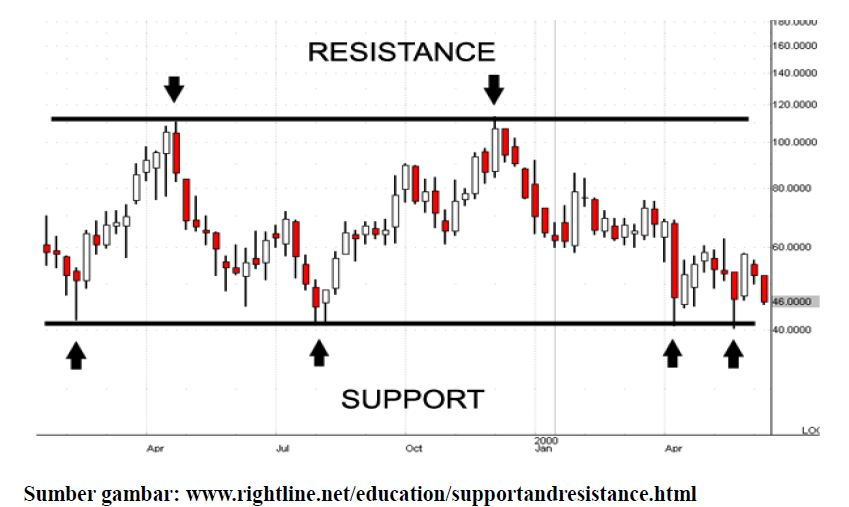 180.0000
RESISTANCE
160.0000
140.0000
120.0000
100.0000
80.0000
60.0000
46.0000
40.0000
SUPPORT
LOG
2000
Apr Jul Oct Jan Apr
Sumber gambar: www.rightline.net/education/supportandresistance.html